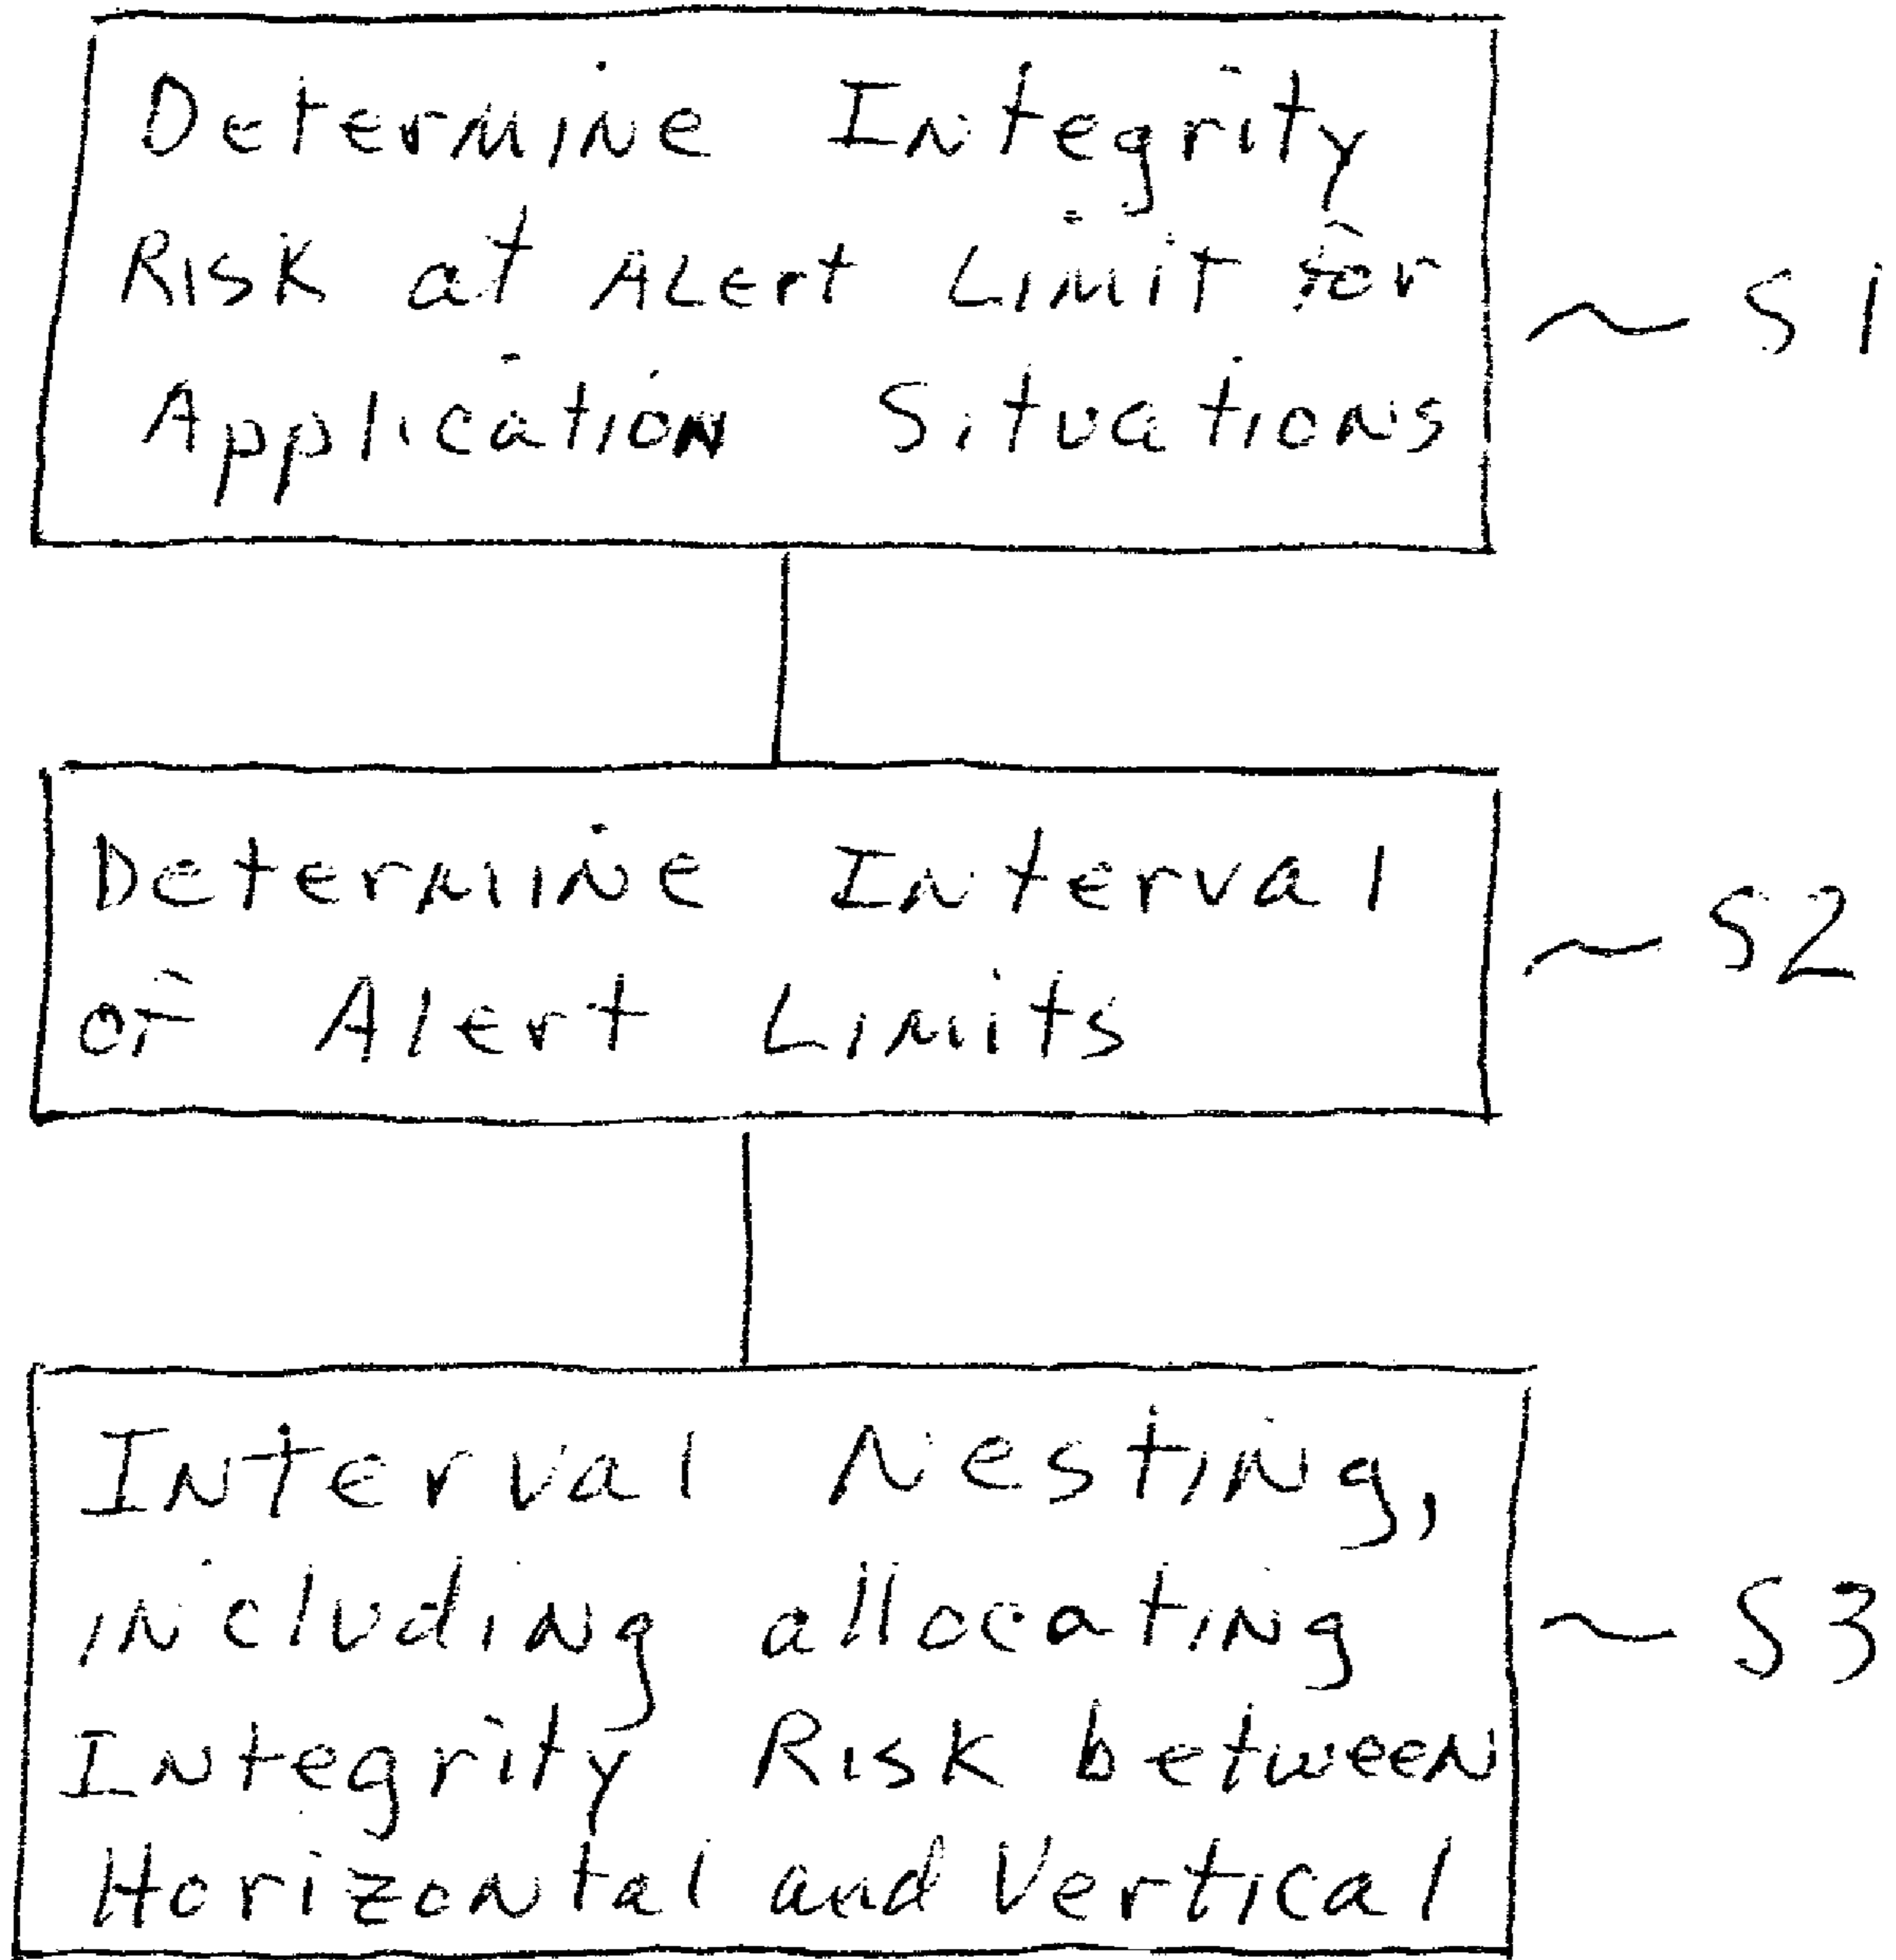 Determine Integrity
Risk at Alert Limit for
Application Situations
~ S1
Determine Interval
of Alert Limits
~ S2
Interval Nesting,
including allocating
Integrity Risk between
Horizontal and Vertical
~ S3